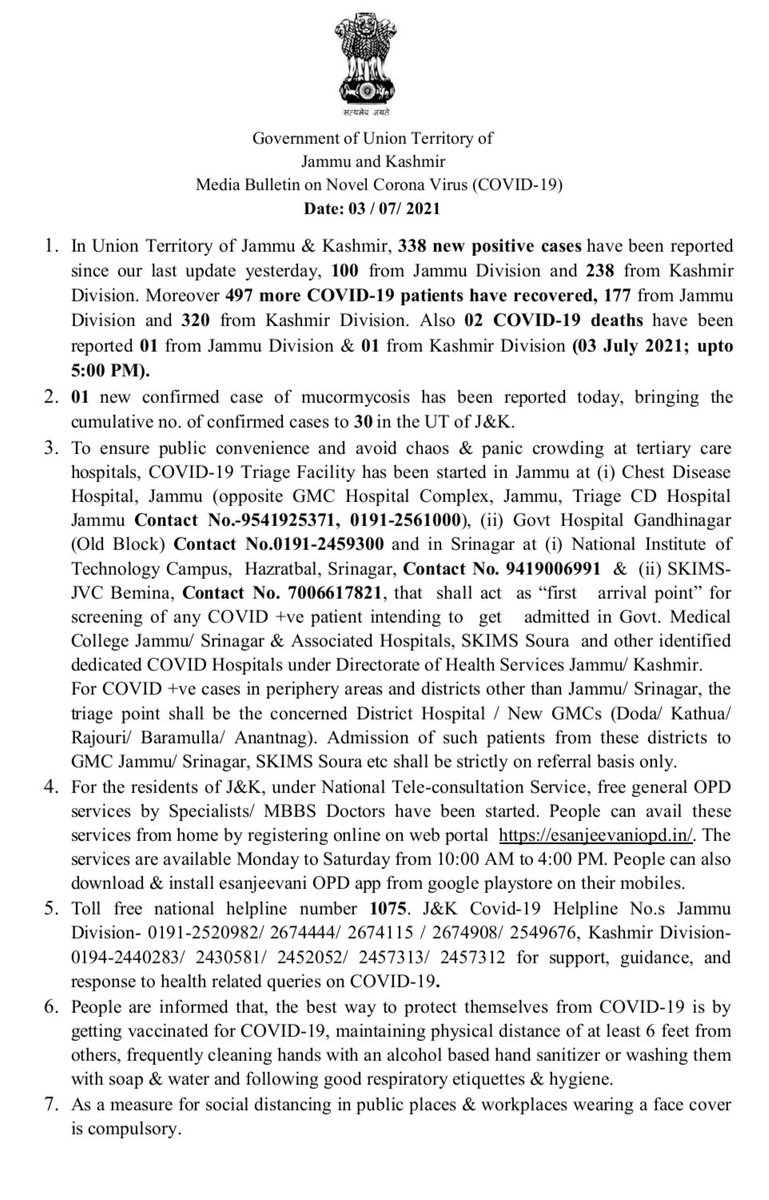 सत्यमेव जयते
Government of Union Territory of
Jammu and Kashmir
Media Bulletin on Novel Corona Virus (COVID-19)
Date: 03 / 07/ 2021
1. In Union Territory of Jammu & Kashmir, 338 new positive cases have been reported
since our last update yesterday, 100 from Jammu Division and 238 from Kashmir
Division. Moreover 497 more COVID-19 patients have recovered, 177 from Jammu
Division and 320 from Kashmir Division. Also 02 COVID-19 deaths have been
reported 01 from Jammu Division & 01 from Kashmir Division (03 July 2021; upto
5:00 PM).
2. 01 new confirmed case of mucormycosis has been reported today, bringing the
cumulative no. of confirmed cases to 30 in the UT of J&K.
3. To ensure public convenience and avoid chaos & panic crowding at tertiary care
hospitals, COVID-19 Triage Facility has been started in Jammu at (i) Chest Disease
Hospital, Jammu (opposite GMC Hospital Complex, Jammu, Triage CD Hospital
Jammu Contact No.-9541925371, 0191-2561000), (ii) Govt Hospital Gandhinagar
(Old Block) Contact No.0191-2459300 and in Srinagar at (i) National Institute of
Technology Campus, Hazratbal, Srinagar, Contact No. 9419006991 & (ii) SKIMS-
JVC Bemina, Contact No. 7006617821, that shall act as “first arrival point” for
screening of any COVID +ve patient intending to get admitted in Govt. Medical
College Jammu/ Srinagar & Associated Hospitals, SKIMS Soura and other identified
dedicated COVID Hospitals under Directorate of Health Services Jammu/ Kashmir.
For COVID +ve cases in periphery areas and districts other than Jammu/ Srinagar, the
triage point shall be the concerned District Hospital / New GMCs (Doda/ Kathua/
Rajouri/ Baramulla/ Anantnag). Admission of such patients from these districts to
GMC Jammu/ Srinagar, SKIMS Soura etc shall be strictly on referral basis only.
4. For the residents of J&K, under National Tele-consultation Service, free general OPD
services by Specialists/ MBBS Doctors have been started. People can avail these
services from home by registering online on web portal https://esanjeevaniopd.in/. The
services are available Monday to Saturday from 10:00 AM to 4:00 PM. People can also
download & install esanjeevani OPD app from google playstore on their mobiles.
5. Toll free national helpline number 1075. J&K Covid-19 Helpline No.s Jammu
Division- 0191-2520982/ 2674444/ 2674115 / 2674908/ 2549676, Kashmir Division-
0194-2440283/ 2430581/ 2452052/ 2457313/ 2457312 for support, guidance, and
response to health related queries on COVID-19.
6. People are informed that, the best way to protect themselves from COVID-19 is by
getting vaccinated for COVID-19, maintaining physical distance of at least 6 feet from
others, frequently cleaning hands with an alcohol based hand sanitizer or washing them
with soap & water and following good respiratory etiquettes & hygiene.
7. As a measure for social distancing in public places & workplaces wearing a face cover
is compulsory.